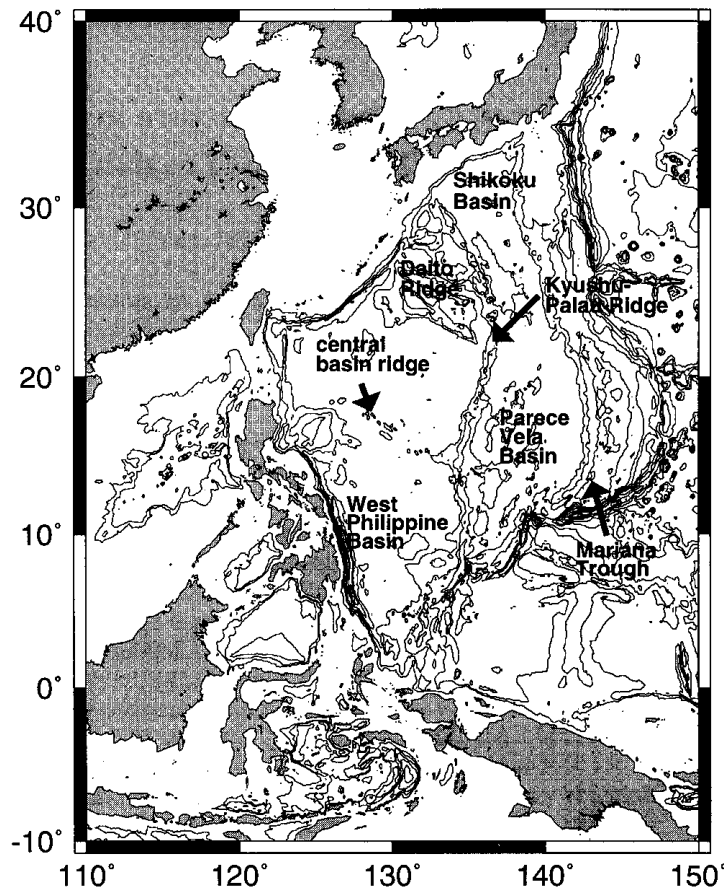 40°
30°
20°
10°
0°
-10°
110°
120°
130°
140°
150°
Shikoku
Basin
Daito
Ridge
Kyushu-
Palau Ridge
central
basin ridge
Parece
Vela
Basin
West
Philippine
Basin
Mariana
Trough